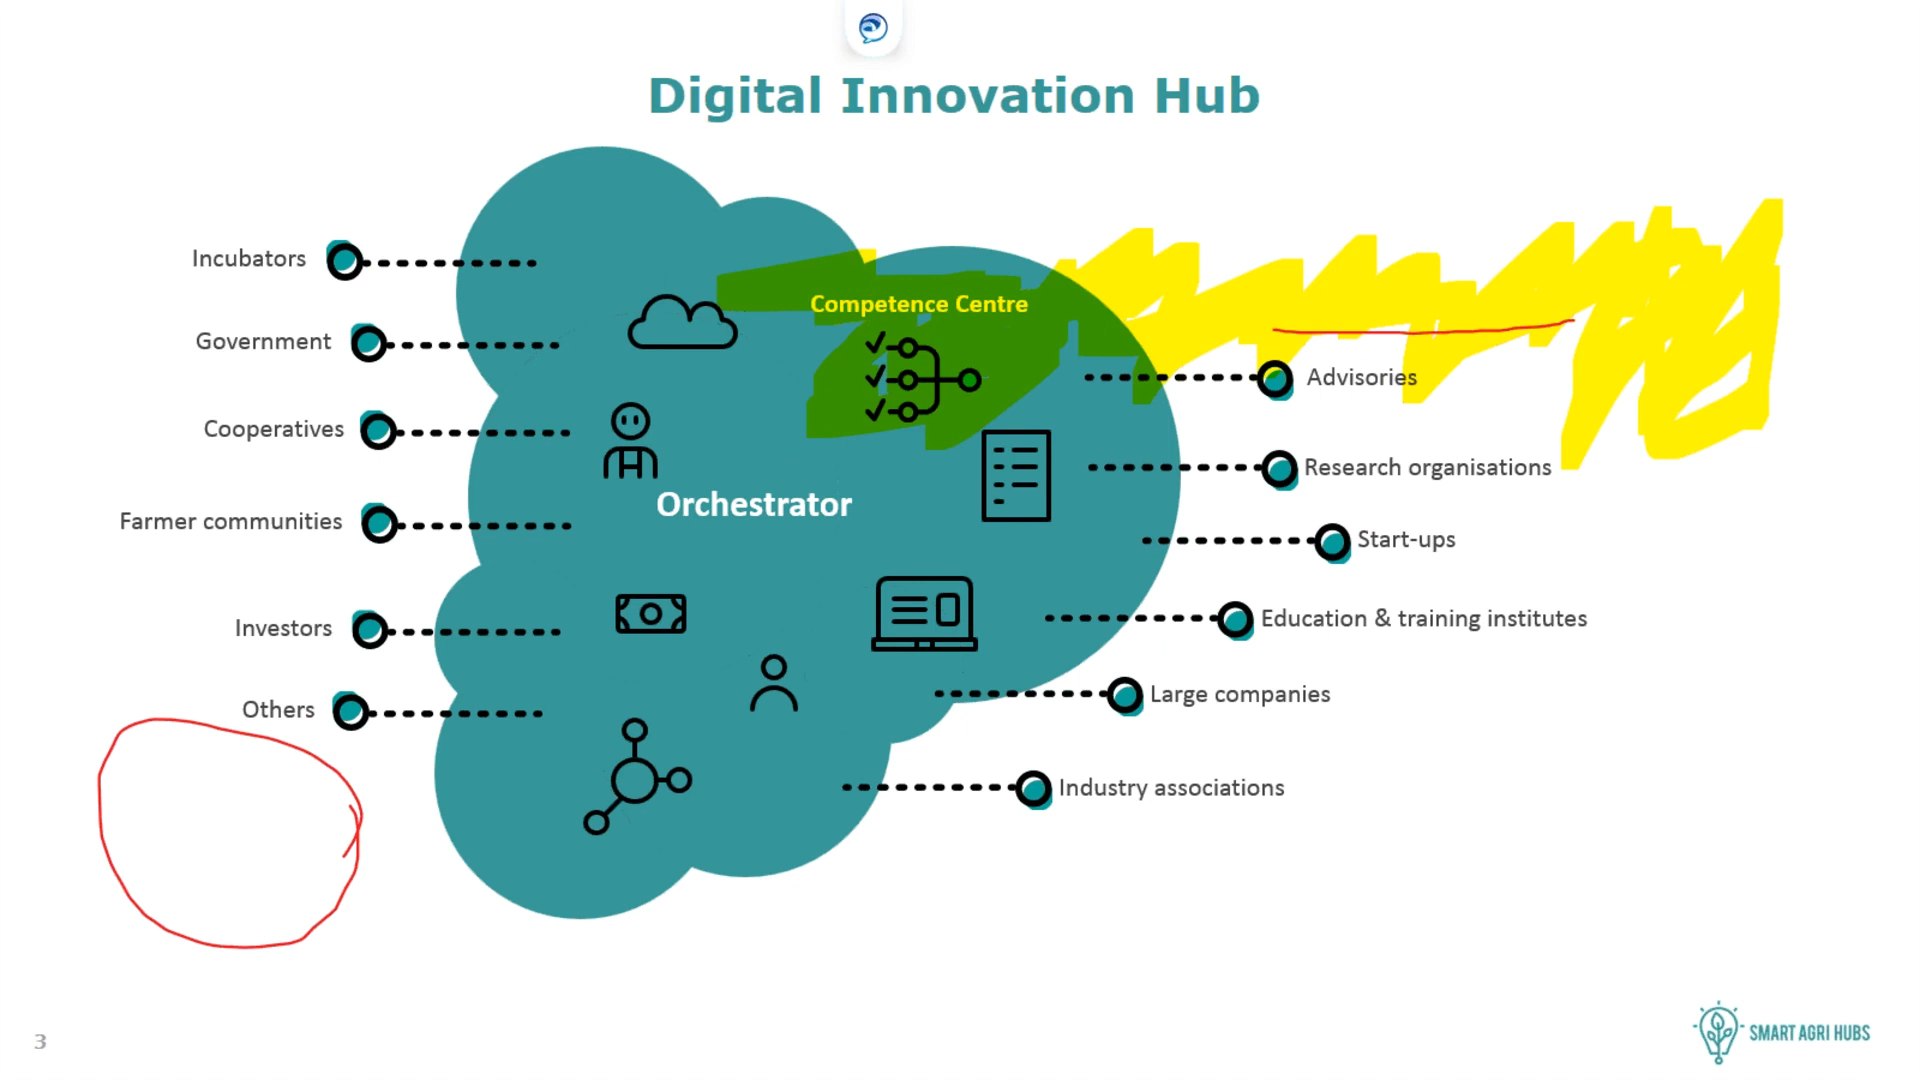 Digital Innovation Hub
Incubators
Government
Cooperatives
Farmer communities
Investors
Others
Competence Centre
Orchestrator
Advisories
Research organisations
Start-ups
Education & training institutes
Large companies
Industry associations
3
SMART AGRI HUBS